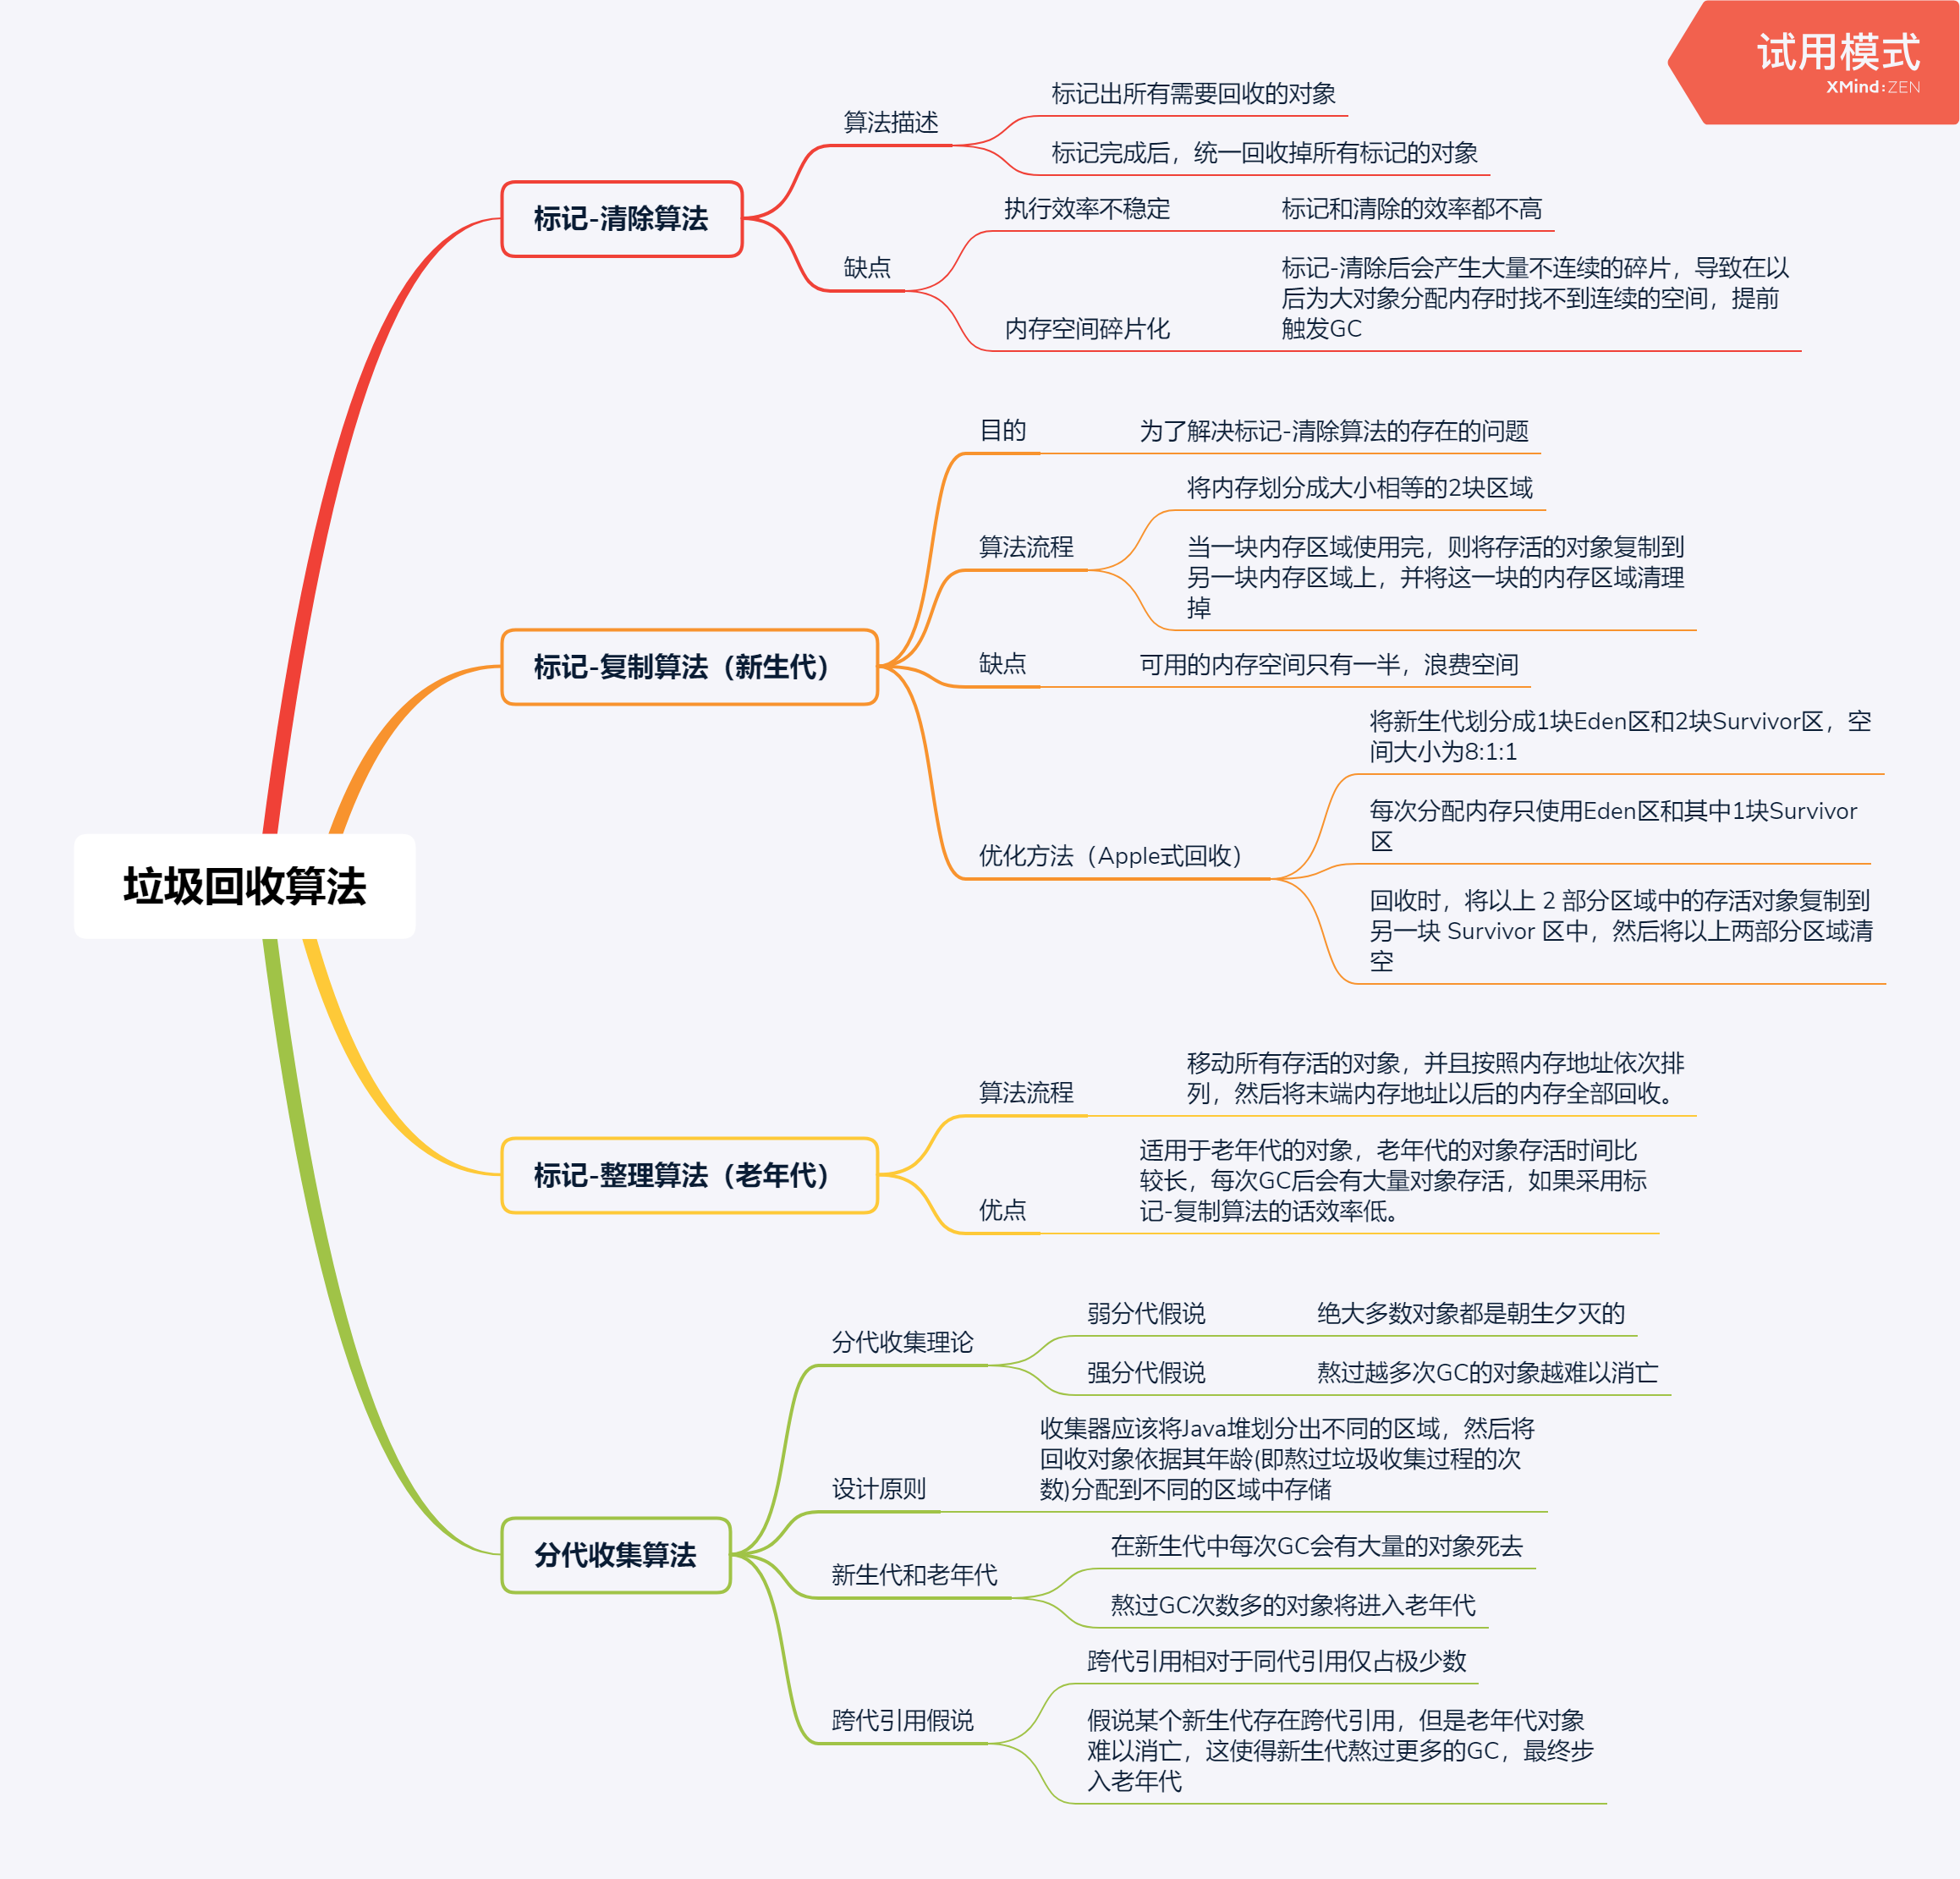 试用模式
XMind:ZEN
垃圾回收算法
标记-清除算法
算法描述
标记出所有需要回收的对象
标记完成后，统一回收掉所有标记的对象
缺点
执行效率不稳定
标记和清除的效率都不高
内存空间碎片化
标记-清除后会产生大量不连续的碎片，导致在以
后为大对象分配内存时找不到连续的空间，提前
触发GC
标记-复制算法（新生代）
目的
为了解决标记-清除算法的存在的问题
算法流程
将内存划分成大小相等的2块区域
当一块内存区域使用完，则将存活的对象复制到
另一块内存区域上，并将这一块的内存区域清理
掉
缺点
可用的内存空间只有一半，浪费空间
优化方法（Apple式回收）
将新生代划分成1块Eden区和2块Survivor区，空
间大小为8:1:1
每次分配内存只使用Eden区和其中1块Survivor
区
回收时，将以上 2 部分区域中的存活对象复制到
另一块 Survivor 区中，然后将以上两部分区域清
空
标记-整理算法（老年代）
算法流程
移动所有存活的对象，并且按照内存地址依次排
列，然后将末端内存地址以后的内存全部回收。
优点
适用于老年代的对象，老年代的对象存活时间比
较长，每次GC后会有大量对象存活，如果采用标
记-复制算法的话效率低。
分代收集算法
分代收集理论
弱分代假说
绝大多数对象都是朝生夕灭的
强分代假说
熬过越多次GC的对象越难以消亡
设计原则
收集器应该将Java堆划分出不同的区域，然后将
回收对象依据其年龄(即熬过垃圾收集过程的次
数)分配到不同的区域中存储
新生代和老年代
在新生代中每次GC会有大量的对象死去
熬过GC次数多的对象将进入老年代
跨代引用假说
跨代引用相对于同代引用仅占极少数
假说某个新生代存在跨代引用，但是老年代对象
难以消亡，这使得新生代熬过更多的GC，最终步
入老年代